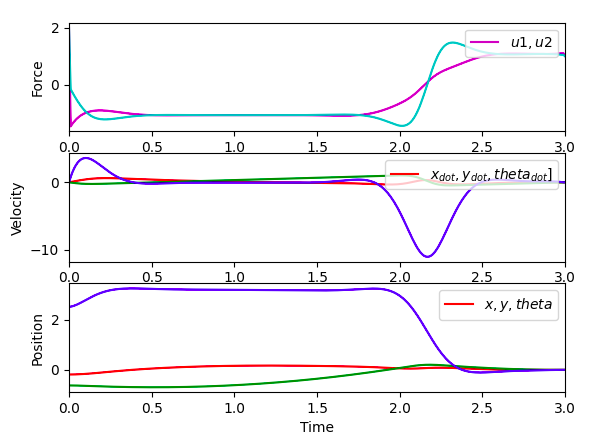 2
0
Force
u1, u2
0.0 0.5 1.0 1.5 2.0 2.5 3.0
0
−10
Velocity
x_dot, y_dot, theta_dot]
0.0 0.5 1.0 1.5 2.0 2.5 3.0
2
0
Position
x, y, theta
0.0 0.5 1.0 1.5 2.0 2.5 3.0
Time